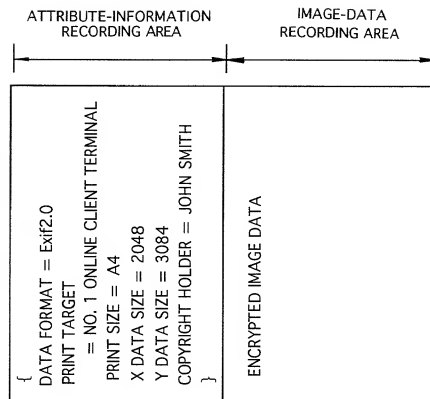 ATTRIBUTE-INFORMATION
RECORDING AREA
IMAGE-DATA
RECORDING AREA
{
DATA FORMAT = Exif2.0
PRINT TARGET
= NO. 1 ONLINE CLIENT TERMINAL
PRINT SIZE = A4
X DATA SIZE = 2048
Y DATA SIZE = 3084
COPYRIGHT HOLDER = JOHN SMITH
}
ENCRYPTED IMAGE DATA